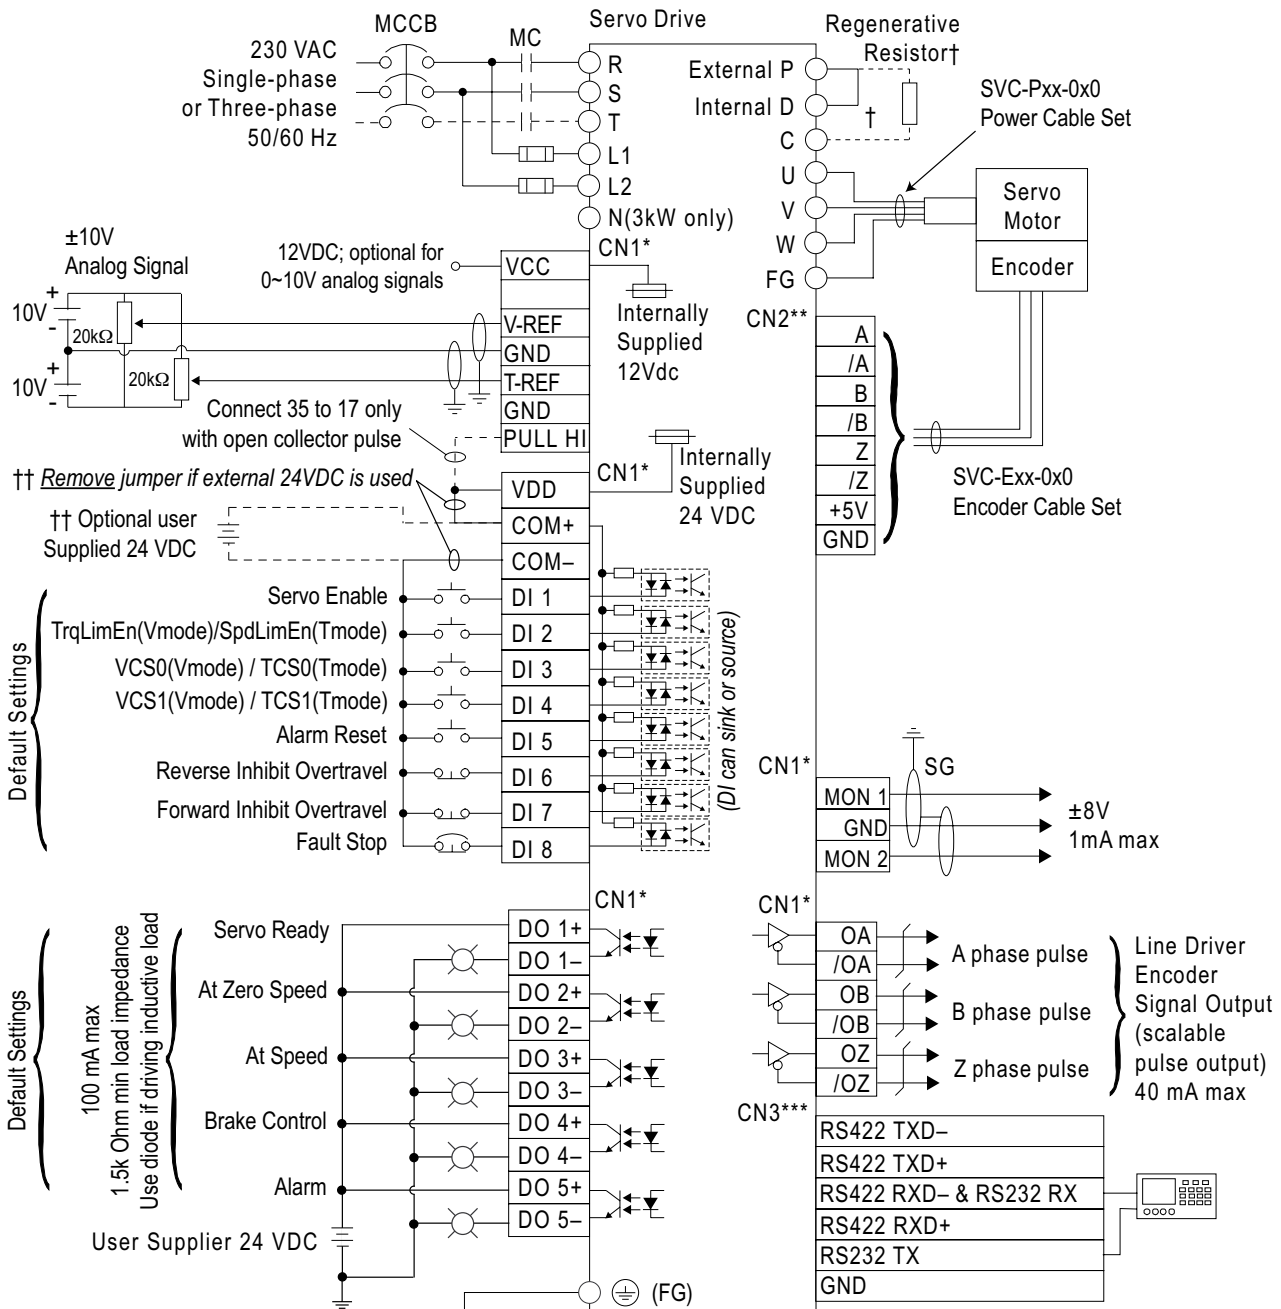 Servo Drive
MCCB
MC
230 VAC
Single-phase
or Three-phase
50/60 Hz
R
S
T
L1
L2
N(3kW only)
Regenerative
Resistor†
External P
Internal D
C
†
U
V
W
FG
SVC-Pxx-0x0
Power Cable Set
Servo
Motor
Encoder
±10V
Analog Signal
12VDC; optional for
0~10V analog signals
CN1*
VCC
V-REF
GND
T-REF
GND
PULL HI
Internally
Supplied
12Vdc
+
10V
-
20kΩ
+
10V
-
20kΩ
Connect 35 to 17 only
with open collector pulse
†† Remove jumper if external 24VDC is used
†† Optional user
Supplied 24 VDC
CN1*
Internally
Supplied
24 VDC
VDD
COM+
COM–
CN2**
A
/A
B
/B
Z
/Z
+5V
GND
SVC-Exx-0x0
Encoder Cable Set
Default Settings
Servo Enable
DI 1
TrqLimEn(Vmode)/SpdLimEn(Tmode)
DI 2
VCS0(Vmode) / TCS0(Tmode)
DI 3
VCS1(Vmode) / TCS1(Tmode)
DI 4
Alarm Reset
DI 5
Reverse Inhibit Overtravel
DI 6
Forward Inhibit Overtravel
DI 7
Fault Stop
DI 8
(DI can sink or source)
CN1*
SG
MON 1
GND
MON 2
±8V
1mA max
Default Settings
100 mA max
1.5k Ohm min load impedance
Use diode if driving inductive load
CN1*
Servo Ready
DO 1+
DO 1–
At Zero Speed
DO 2+
DO 2–
At Speed
DO 3+
DO 3–
Brake Control
DO 4+
DO 4–
Alarm
DO 5+
DO 5–
User Supplier 24 VDC
(FG)
CN1*
OA
/OA
A phase pulse
OB
/OB
B phase pulse
OZ
/OZ
Z phase pulse
Line Driver
Encoder
Signal Output
(scalable
pulse output)
40 mA max
CN3***
RS422 TXD–
RS422 TXD+
RS422 RXD– & RS232 RX
RS422 RXD+
RS232 TX
GND